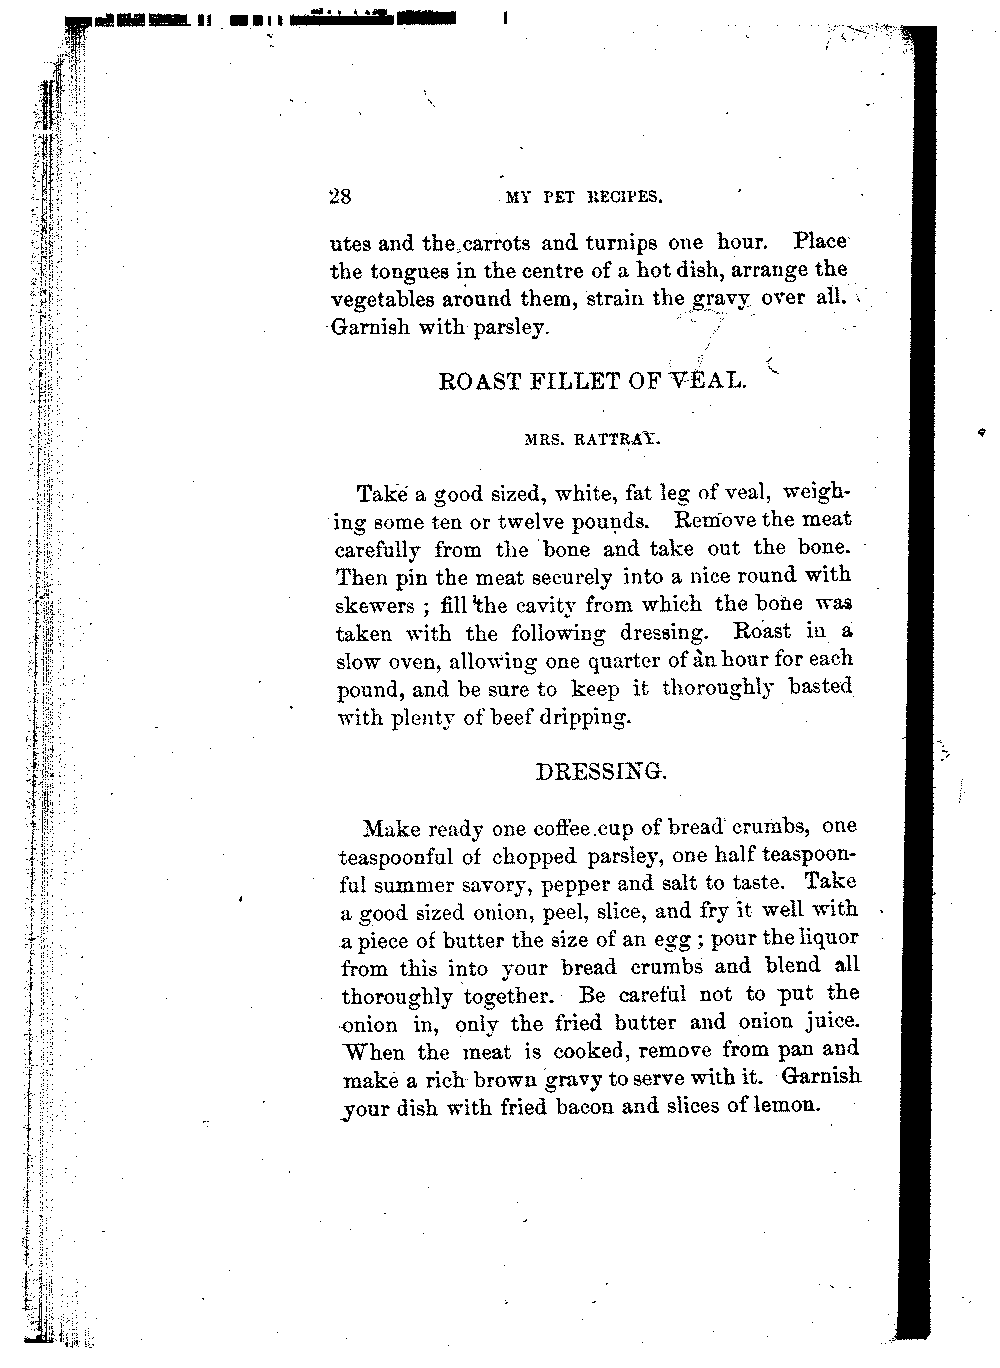 28 MY PET RECIPES.
utes and the carrots and turnips one hour. Place
the tongues in the centre of a hot dish, arrange the
vegetables around them, strain the gravy over all.
Garnish with parsley.
ROAST FILLET OF VEAL.
MRS. RATTRAY.
Take a good sized, white, fat leg of veal, weigh-
ing some ten or twelve pounds. Remove the meat
carefully from the bone and take out the bone.
Then pin the meat securely into a nice round with
skewers ; fill the cavity from which the bone was
taken with the following dressing. Roast in a
slow oven, allowing one quarter of an hour for each
pound, and be sure to keep it thoroughly basted
with plenty of beef dripping.
DRESSING.
Make ready one coffee cup of bread crumbs, one
teaspoonful of chopped parsley, one half teaspoon-
ful summer savory, pepper and salt to taste. Take
a good sized onion, peel, slice, and fry it well with
a piece of butter the size of an egg ; pour the liquor
from this into your bread crumbs and blend all
thoroughly together. Be careful not to put the
onion in, only the fried butter and onion juice.
When the meat is cooked, remove from pan and
make a rich brown gravy to serve with it. Garnish
your dish with fried bacon and slices of lemon.